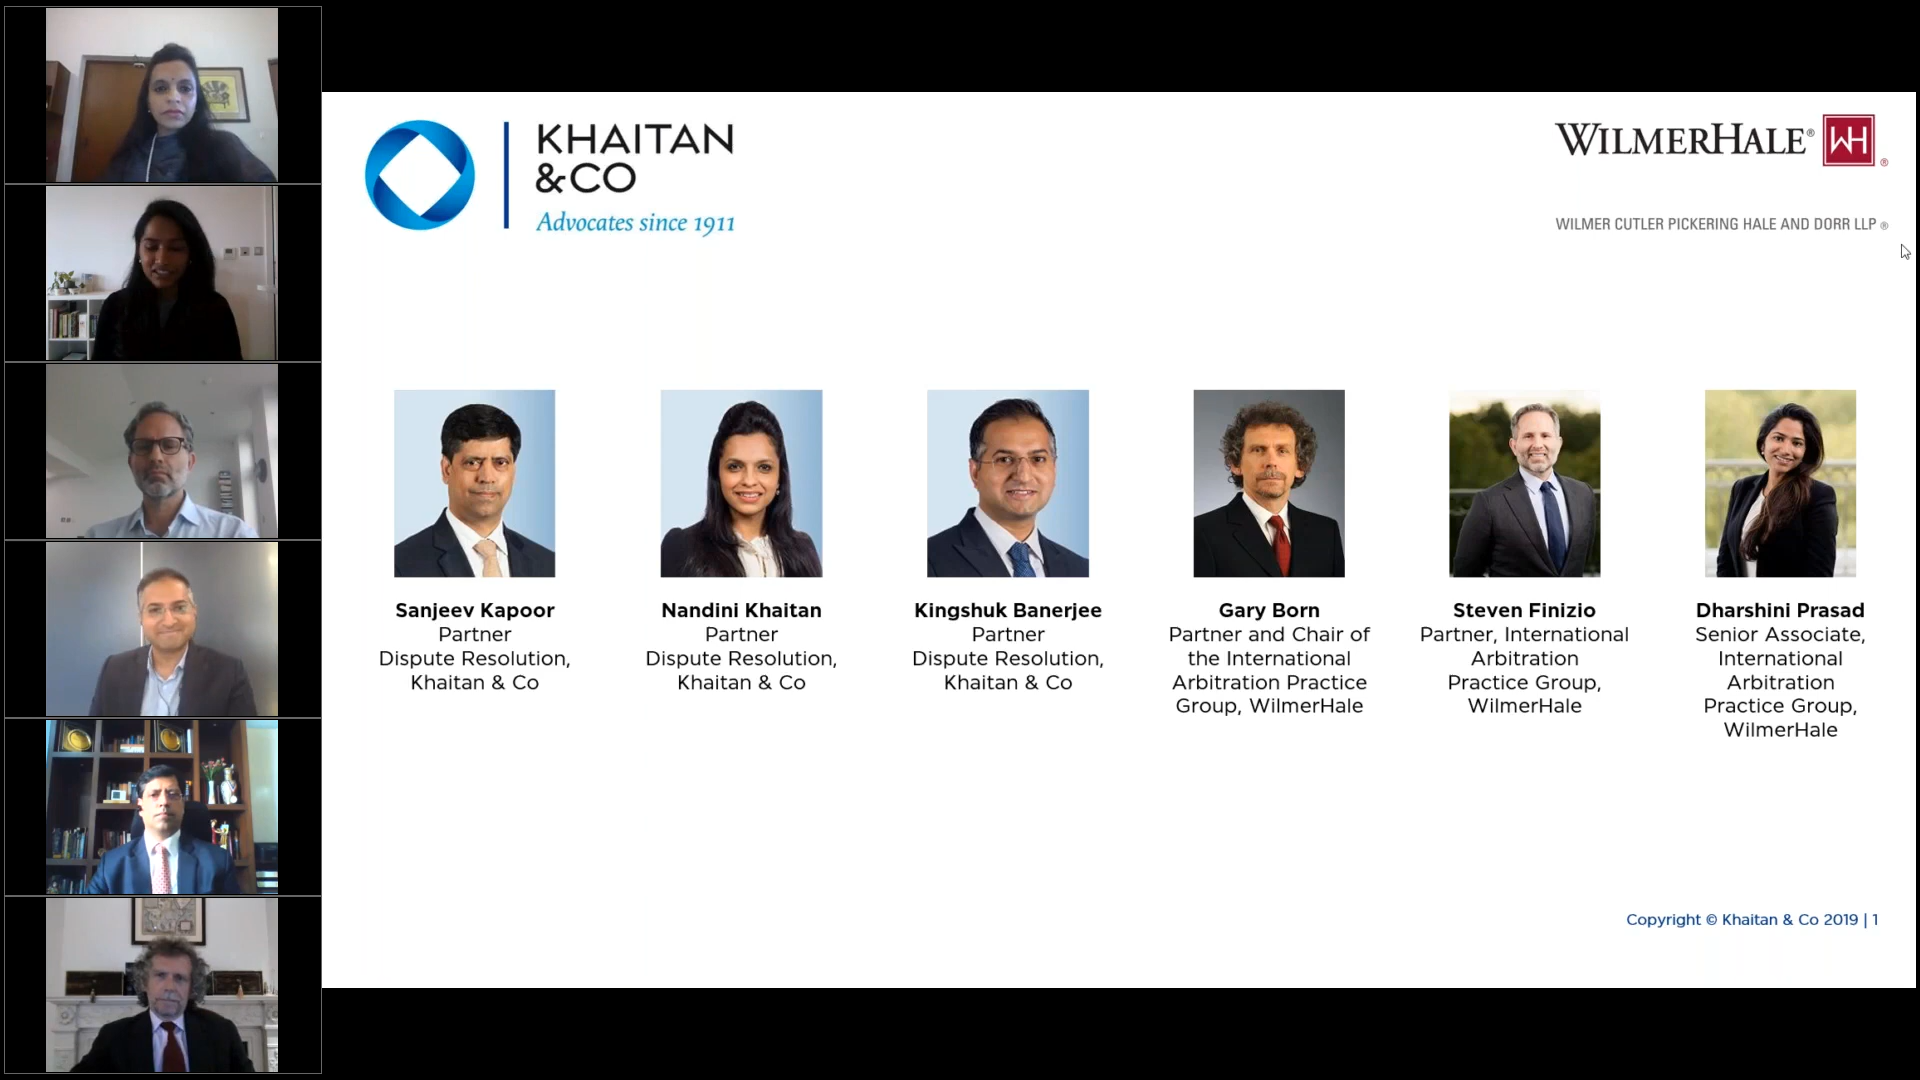 KHAITAN
&CO
Advocates since 1911
WILMERHALE® WH ®
WILMER CUTLER PICKERING HALE AND DORR LLP ®
Sanjeev Kapoor
Partner
Dispute Resolution,
Khaitan & Co
Nandini Khaitan
Partner
Dispute Resolution,
Khaitan & Co
Kingshuk Banerjee
Partner
Dispute Resolution,
Khaitan & Co
Gary Born
Partner and Chair of
the International
Arbitration Practice
Group, WilmerHale
Steven Finizio
Partner, International
Arbitration
Practice Group,
WilmerHale
Dharshini Prasad
Senior Associate,
International
Arbitration
Practice Group,
WilmerHale
Copyright © Khaitan & Co 2019 | 1